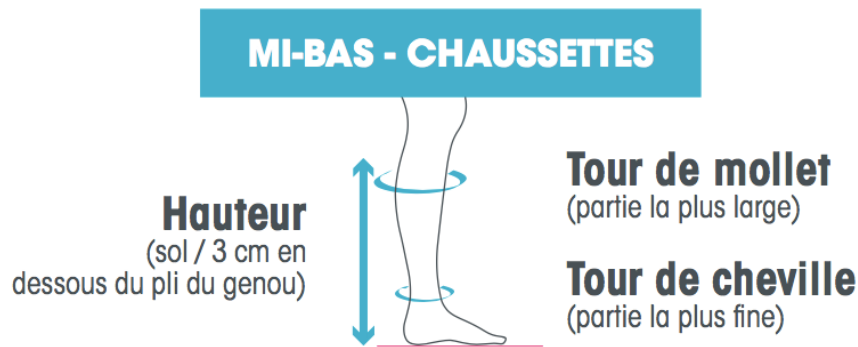 MI-BAS - CHAUSSETTES
Hauteur
(sol / 3 cm en
dessous du pli du genou)
Tour de mollet
(partie la plus large)
Tour de cheville
(partie la plus fine)